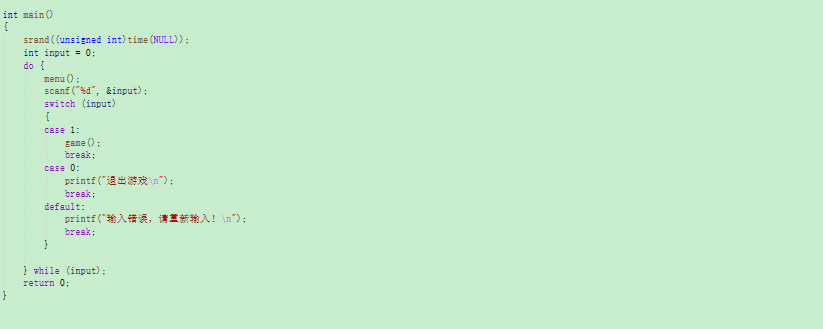 int main()
{
    srand((unsigned int)time(NULL));
    int input = 0;
    do {
        menu();
        scanf("%d", &input);
        switch (input)
        {
        case 1:
            game();
            break;
        case 0:
            printf("退出游戏\n");
            break;
        default:
            printf("输入错误，请重新输入！\n");
            break;
        }
    } while (input);
    return 0;
}